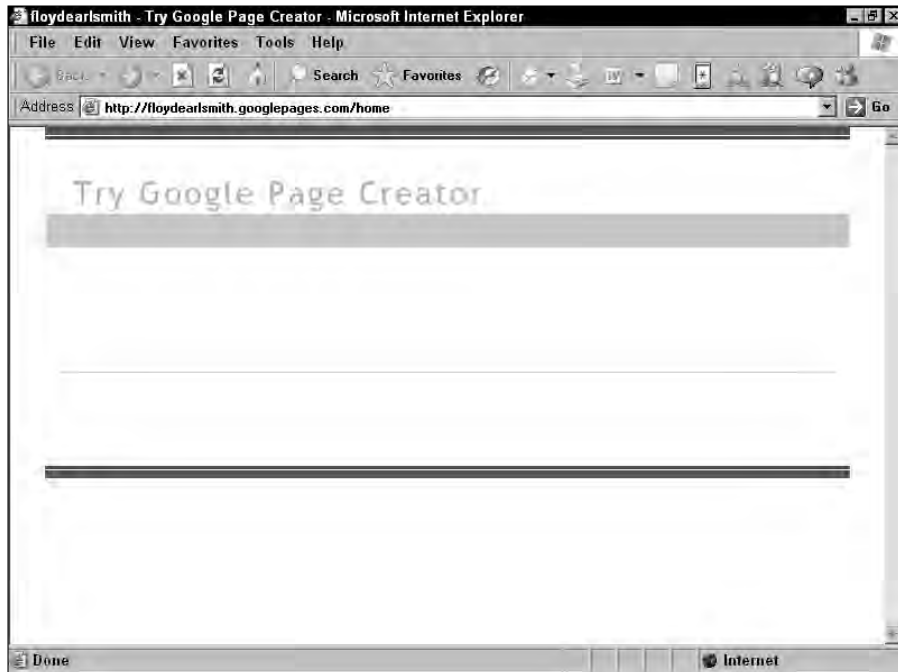 floydearlsmith - Try Google Page Creator - Microsoft Internet Explorer
File Edit View Favorites Tools Help
Back Search Favorites
Address http://floydearlsmith.googlepages.com/home Go
Try Google Page Creator
Done Internet